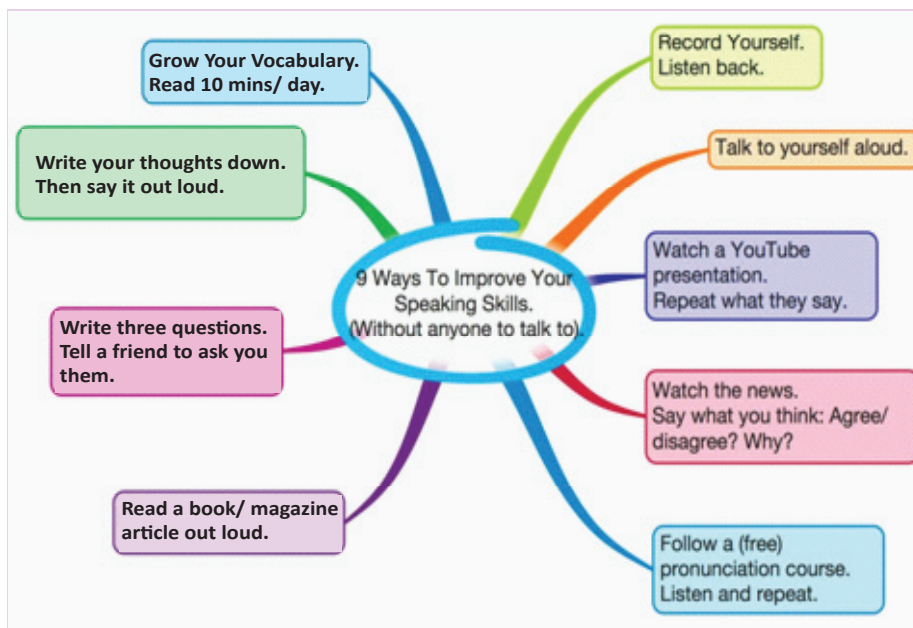 9 Ways To Improve Your
Speaking Skills.
(Without anyone to talk to).
Record Yourself.
Listen back.
Talk to yourself aloud.
Watch a YouTube
presentation.
Repeat what they say.
Watch the news.
Say what you think: Agree/
disagree? Why?
Follow a (free)
pronunciation course.
Listen and repeat.
Read a book/ magazine
article out loud.
Write three questions.
Tell a friend to ask you
them.
Write your thoughts down.
Then say it out loud.
Grow Your Vocabulary.
Read 10 mins/ day.